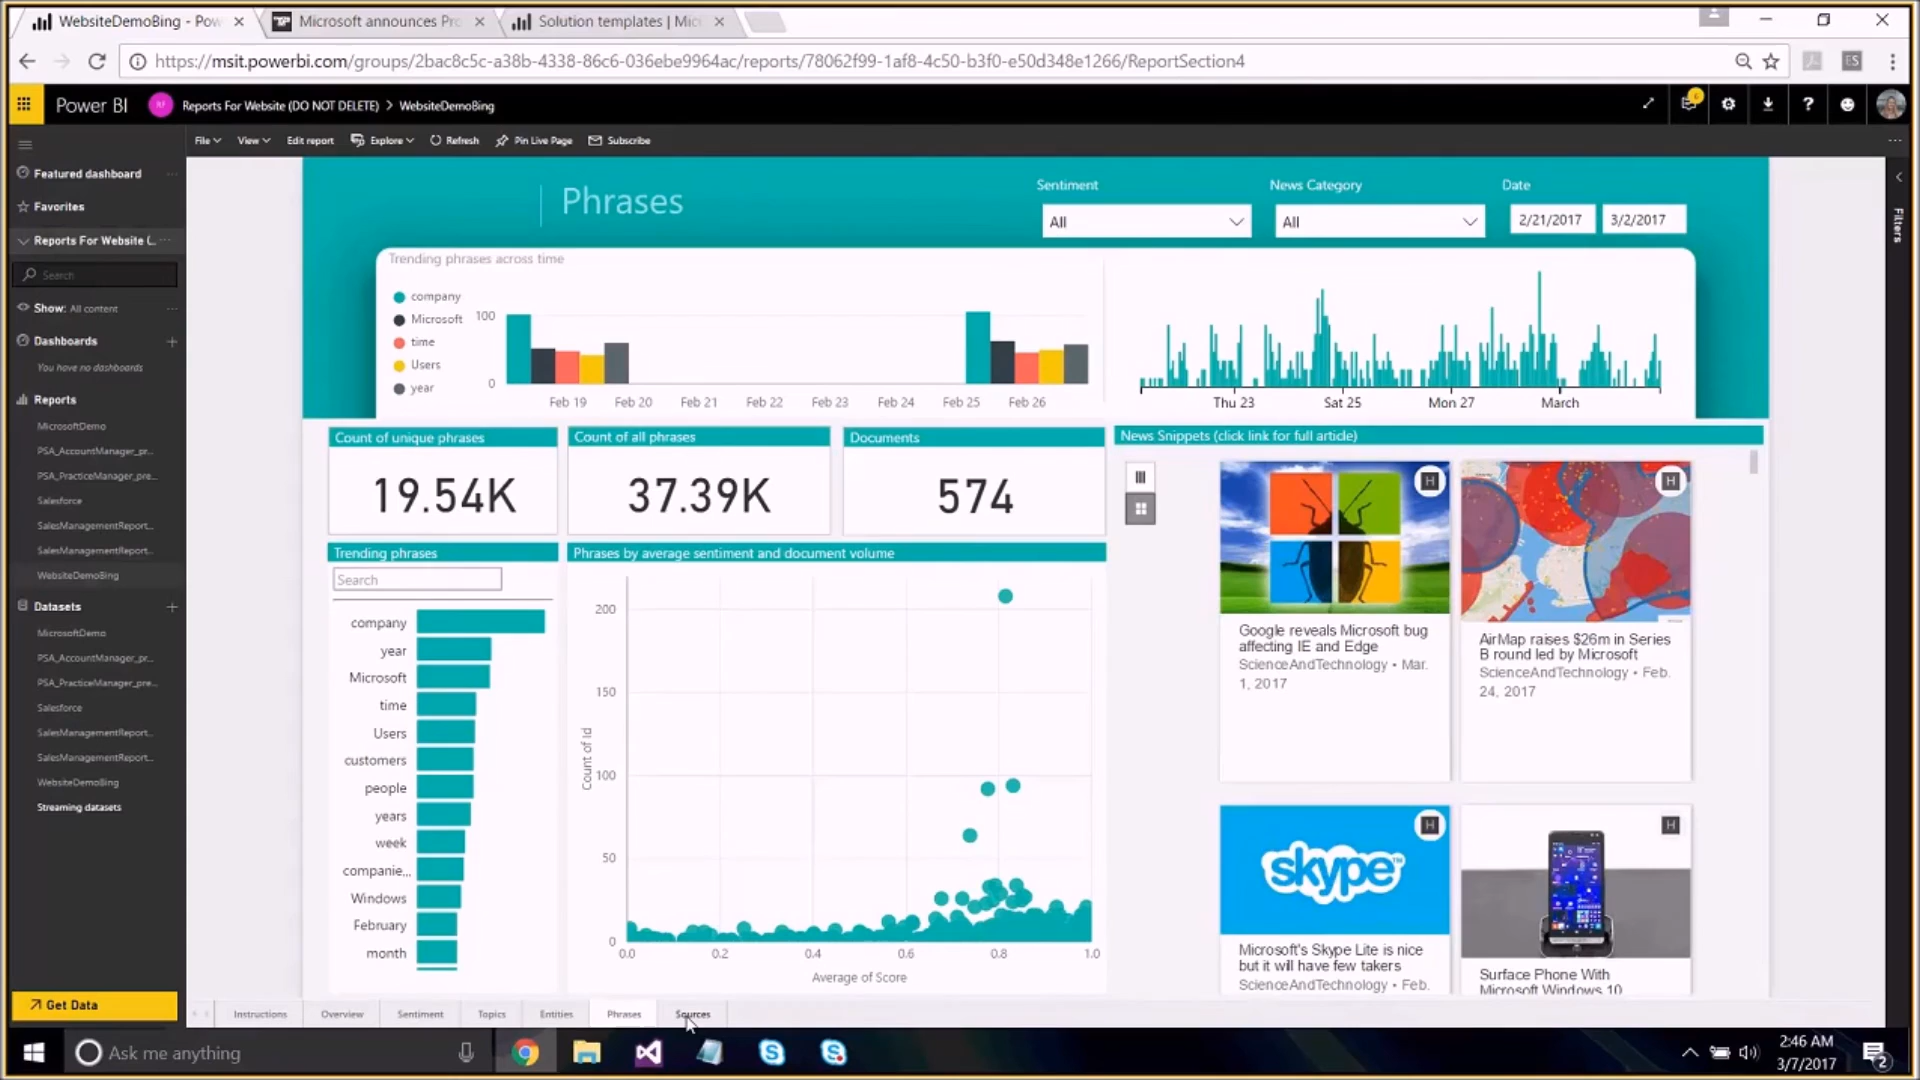 WebsiteDemoBing - Pow
Microsoft announces Pro
Solution templates | Mic
https://msit.powerbi.com/groups/2bac8c5c-a38b-4338-86c6-036ebe9964ac/reports/78062f99-1af8-4c50-b3f0-e50d348e1266/ReportSection4
Power BI
Reports For Website (DO NOT DELETE) > WebsiteDemoBing
6
?
File
View
Edit report
Explore
Refresh
Pin Live Page
Subscribe
Featured dashboard
Favorites
Reports For Website (...
Search
Show: All content
Dashboards
You have no dashboards
Reports
MicrosoftDemo
PSA_AccountManager_pr...
PSA_PracticeManager_pre...
Salesforce
SalesManagementReport...
SalesManagementReport...
WebsiteDemoBing
Datasets
MicrosoftDemo
PSA_AccountManager_pr...
PSA_PracticeManager_pre...
Salesforce
SalesManagementReport...
SalesManagementReport...
WebsiteDemoBing
Streaming datasets
Get Data
Phrases
Sentiment
All
News Category
All
Date
2/21/2017
3/2/2017
Filters
Trending phrases across time
company
Microsoft
time
Users
year
100
0
Feb 19 Feb 20 Feb 21 Feb 22 Feb 23 Feb 24 Feb 25 Feb 26
Thu 23 Sat 25 Mon 27 March
Count of unique phrases
19.54K
Count of all phrases
37.39K
Documents
574
Trending phrases
Search
company
year
Microsoft
time
Users
customers
people
years
week
companie...
Windows
February
month
Phrases by average sentiment and document volume
Count of Id
200
150
100
50
0
0.0 0.2 0.4 0.6 0.8 1.0
Average of Score
News Snippets (click link for full article)
H
Google reveals Microsoft bug
affecting IE and Edge
ScienceAndTechnology • Mar.
1, 2017
H
AirMap raises $26m in Series
B round led by Microsoft
ScienceAndTechnology • Feb.
24, 2017
H
skype™
Microsoft's Skype Lite is nice
but it will have few takers
ScienceAndTechnology • Feb.
H
Surface Phone With
Microsoft Windows 10
Instructions
Overview
Sentiment
Topics
Entities
Phrases
Sources
Ask me anything
2:46 AM
3/7/2017
2